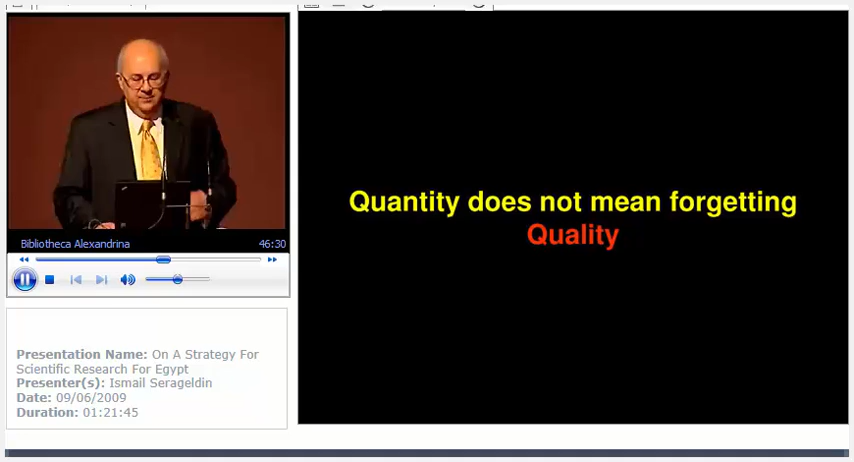 Bibliotheca Alexandrina 46:30
Presentation Name: On A Strategy For
Scientific Research For Egypt
Presenter(s): Ismail Serageldin
Date: 09/06/2009
Duration: 01:21:45
Quantity does not mean forgetting
Quality